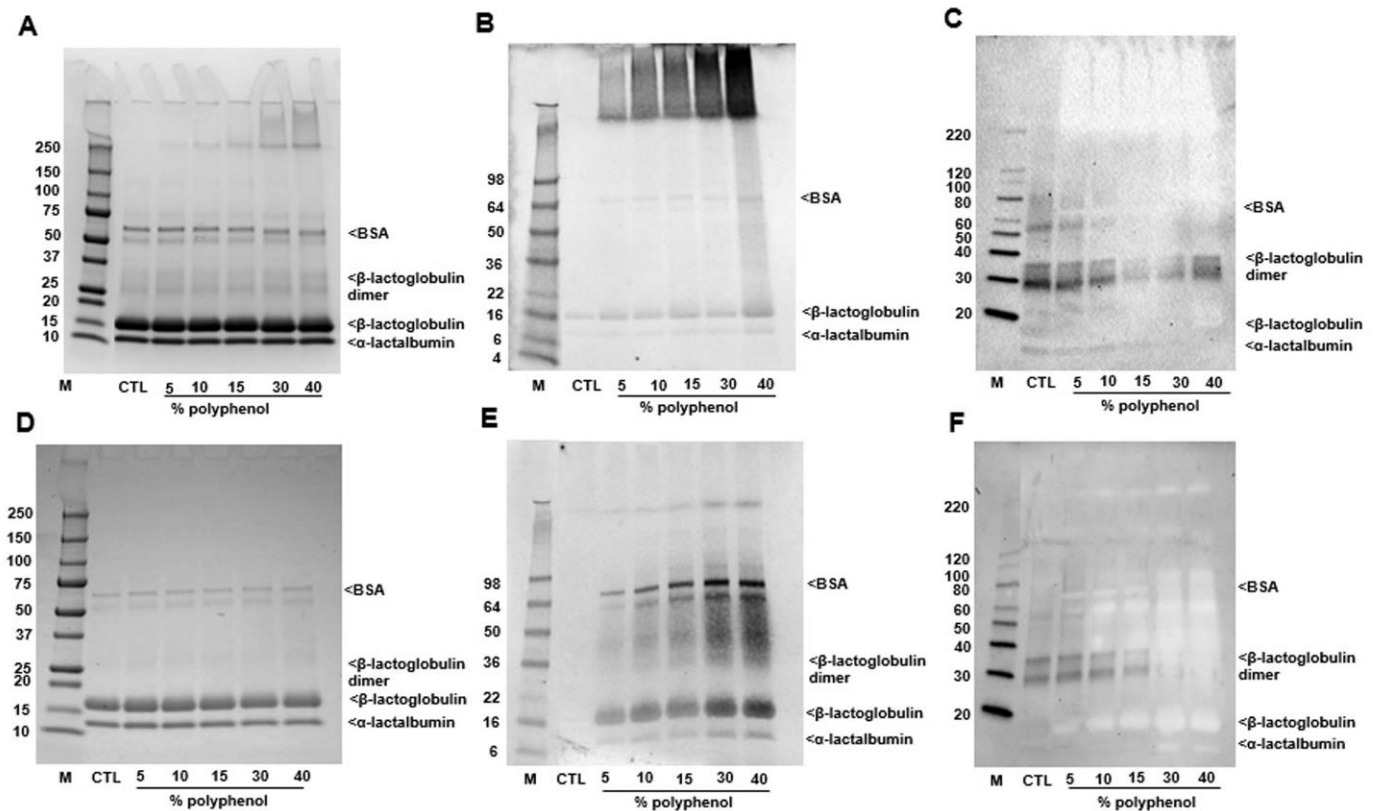 A
250
150
100
75
50
37
25
20
15
10
<BSA
<β-lactoglobulin
dimer
<β-lactoglobulin
<α-lactalbumin
M CTL 5 10 15 30 40
% polyphenol
B
98
64
50
36
22
16
6
4
<BSA
<β-lactoglobulin
<α-lactalbumin
M CTL 5 10 15 30 40
% polyphenol
C
220
120
100
80
60
50
40
30
20
<BSA
<β-lactoglobulin
dimer
<β-lactoglobulin
<α-lactalbumin
M CTL 5 10 15 30 40
% polyphenol
D
250
150
100
75
50
37
25
20
15
10
<BSA
<β-lactoglobulin
dimer
<β-lactoglobulin
<α-lactalbumin
M CTL 5 10 15 30 40
% polyphenol
E
98
64
50
36
22
16
6
<BSA
<β-lactoglobulin
dimer
<β-lactoglobulin
<α-lactalbumin
M CTL 5 10 15 30 40
% polyphenol
F
220
120
100
80
60
50
40
30
20
<BSA
<β-lactoglobulin
dimer
<β-lactoglobulin
<α-lactalbumin
M CTL 5 10 15 30 40
% polyphenol